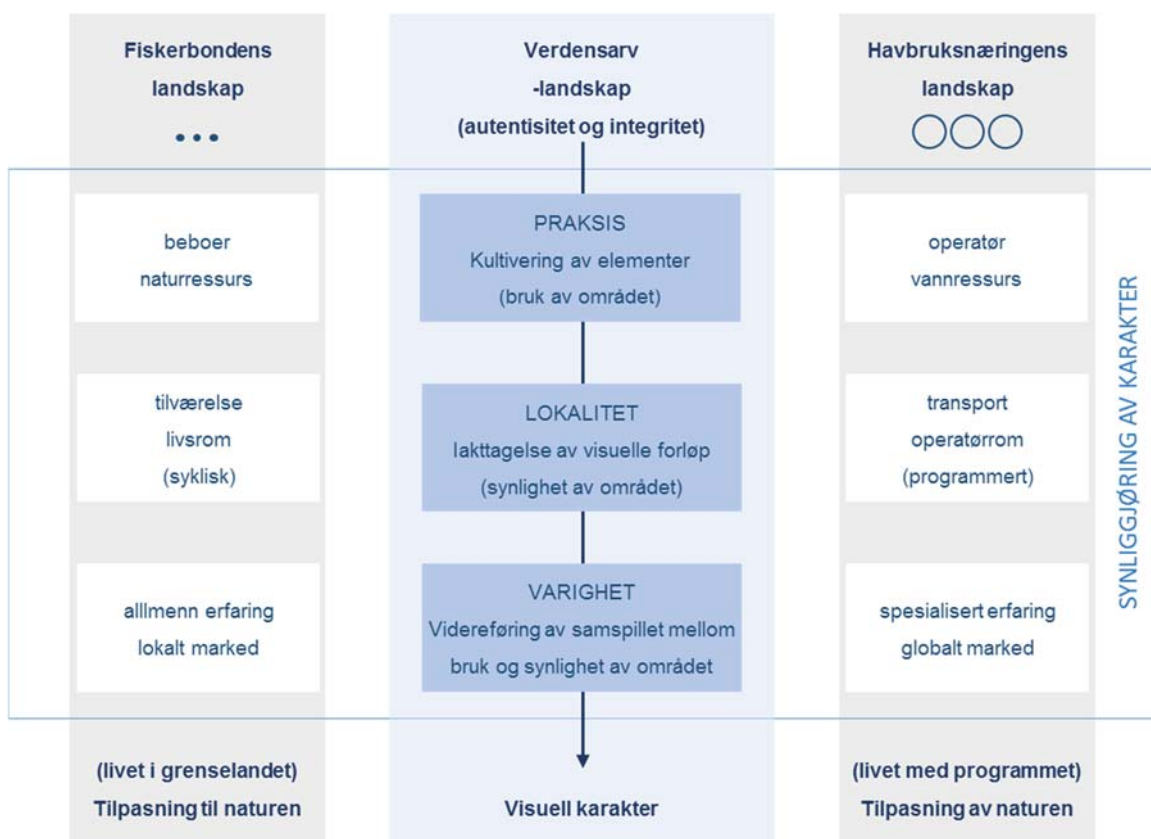 Fiskerbondens
landskap
•••
beboer
naturressurs
tilværelse
livsrom
(syklisk)
alllmenn erfaring
lokalt marked
(livet i grenselandet)
Tilpasning til naturen
Verdensarv
-landskap
(autentisitet og integritet)
PRAKSIS
Kultivering av elementer
(bruk av området)
LOKALITET
Iakttagelse av visuelle forløp
(synlighet av området)
VARIGHET
Videreføring av samspillet mellom
bruk og synlighet av området
Visuell karakter
Havbruksnæringens
landskap
operatør
vannressurs
transport
operatørrom
(programmert)
spesialisert erfaring
globalt marked
(livet med programmet)
Tilpasning av naturen
SYNLIGGJØRING AV KARAKTER